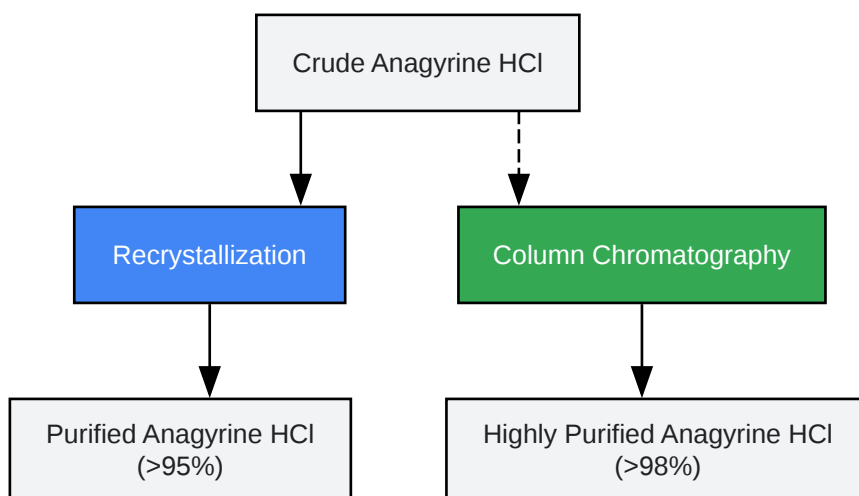 Crude Anagyrine HCl
Recrystallization
Column Chromatography
Purified Anagyrine HCl
(>95%)
Highly Purified Anagyrine HCl
(>98%)